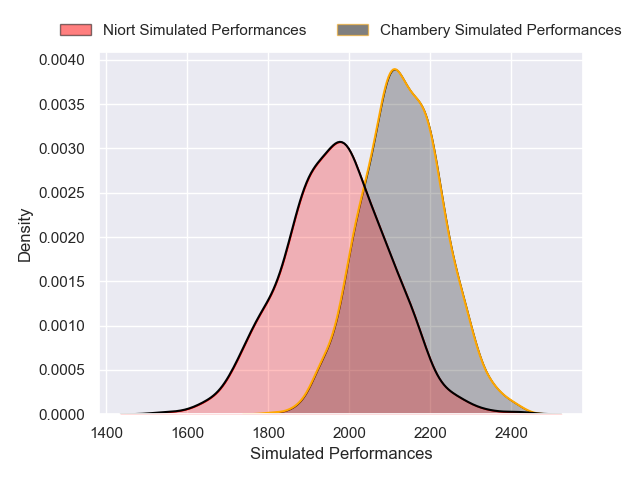 Niort Simulated Performances Chambery Simulated Performances
0.0040
0.0035
0.0030
0.0025
0.0020
0.0015
0.0010
0.0005
0.0000
Density
1400 1600 1800 2000 2200 2400
Simulated Performances